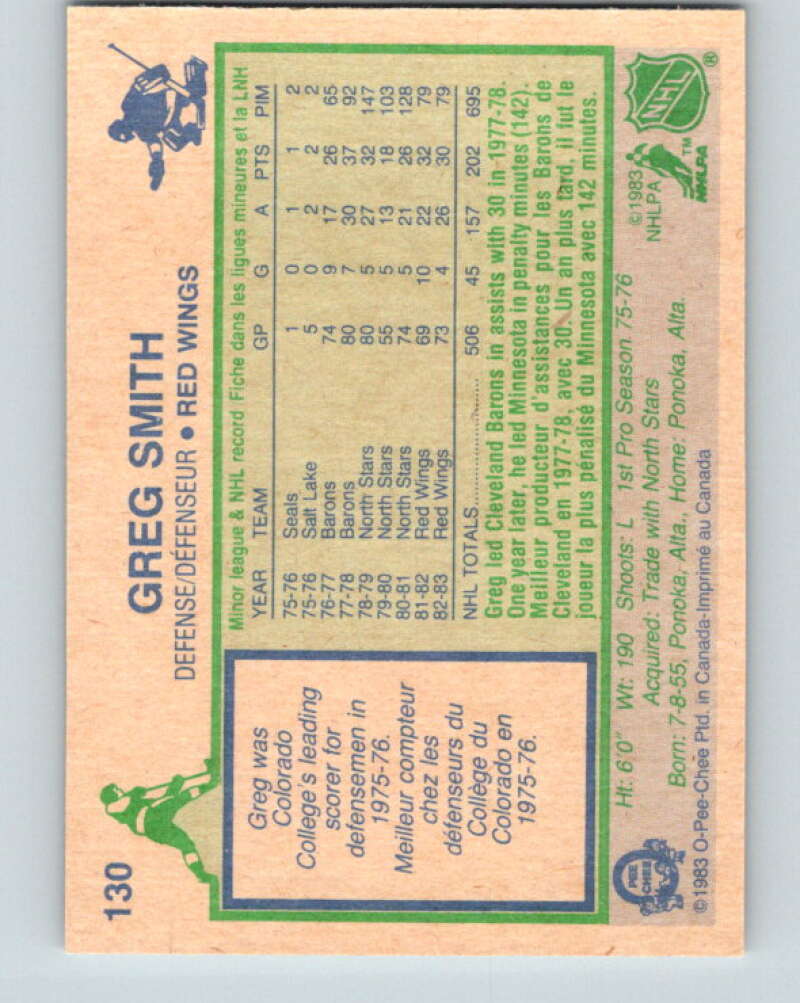 130
GREG SMITH
DEFENSE/DÉFENSEUR • RED WINGS
Greg was
Colorado
College's leading
scorer for
defensemen in
1975-76.
Meilleur compteur
chez les
défenseurs du
Collège du
Colorado en
1975-76.
Minor league & NHL record Fiche dans les ligues mineures et la LNH
YEAR TEAM GP G A PTS PIM
75-76 Seals 1 0 1 1 2
75-76 Salt Lake 5 0 2 2 2
76-77 Barons 74 9 17 26 65
77-78 Barons 80 7 30 37 92
78-79 North Stars 80 5 27 32 147
79-80 North Stars 55 5 13 18 103
80-81 North Stars 74 5 21 26 128
81-82 Red Wings 69 10 22 32 79
82-83 Red Wings 73 4 26 30 79
NHL TOTALS 506 45 157 202 695
Greg led Cleveland Barons in assists with 30 in 1977-78.
One year later, he led Minnesota in penalty minutes (142).
Meilleur producteur d'assistances pour les Barons de
Cleveland en 1977-78, avec 30. Un an plus tard, il fut le
joueur la plus pénalisé du Minnesota avec 142 minutes.
Ht: 6'0" Wt: 190 Shoots: L 1st Pro Season 75-76
Acquired: Trade with North Stars
Born: 7-8-55, Ponoka, Alta., Home: Ponoka, Alta.
©1983 O-Pee-Chee Ptd. in Canada-Imprimé au Canada
O PEE CHEE
©1983
NHLPA
NHL ®
NHLPA ™